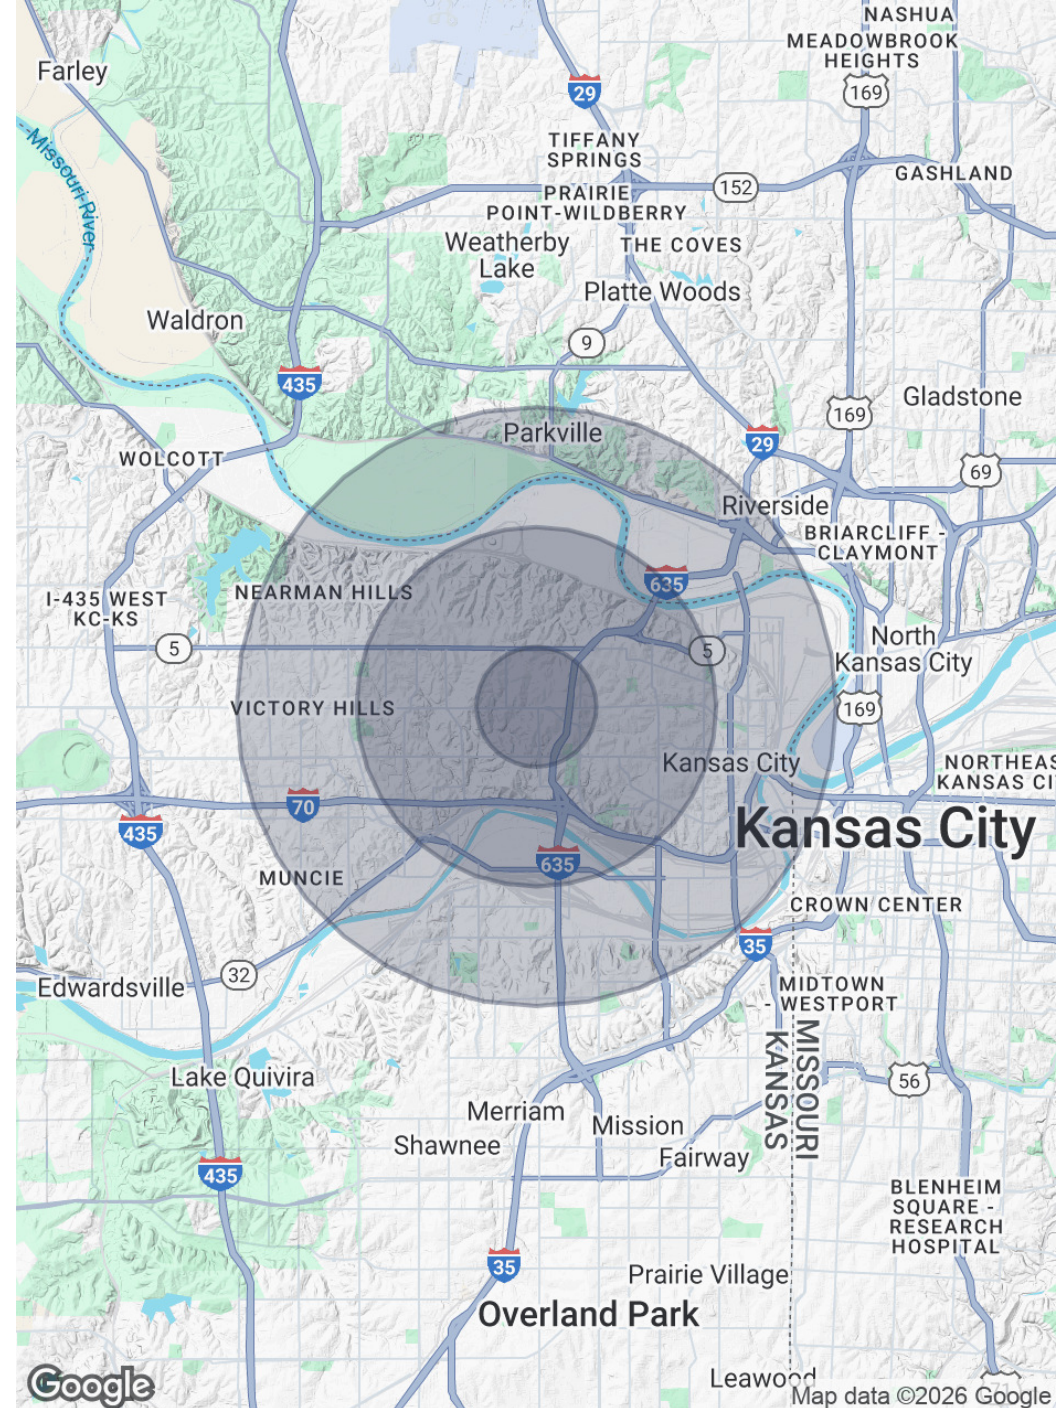 NASHUA
MEADOWBROOK
HEIGHTS
Farley
169
29
TIFFANY
SPRINGS
GASHLAND
152
PRAIRIE
POINT-WILDBERRY
Missouri River
Weatherby
Lake
THE COVES
Platte Woods
Waldron
9
435
Gladstone
169
Parkville
29
WOLCOTT
69
Riverside
BRIARCLIFF -
CLAYMONT
635
NEARMAN HILLS
I-435 WEST
KC-KS
5
5
North
Kansas City
VICTORY HILLS
169
Kansas City
NORTHEAS
KANSAS CI
70
435
Kansas City
635
MUNCIE
CROWN CENTER
35
32
Edwardsville
MIDTOWN
- WESTPORT
MISSOURI
KANSAS
Lake Quivira
56
Merriam
Mission
Shawnee
Fairway
435
BLENHEIM
SQUARE -
RESEARCH
HOSPITAL
35
Prairie Village
Overland Park
Leawood
Google
Map data ©2026 Google